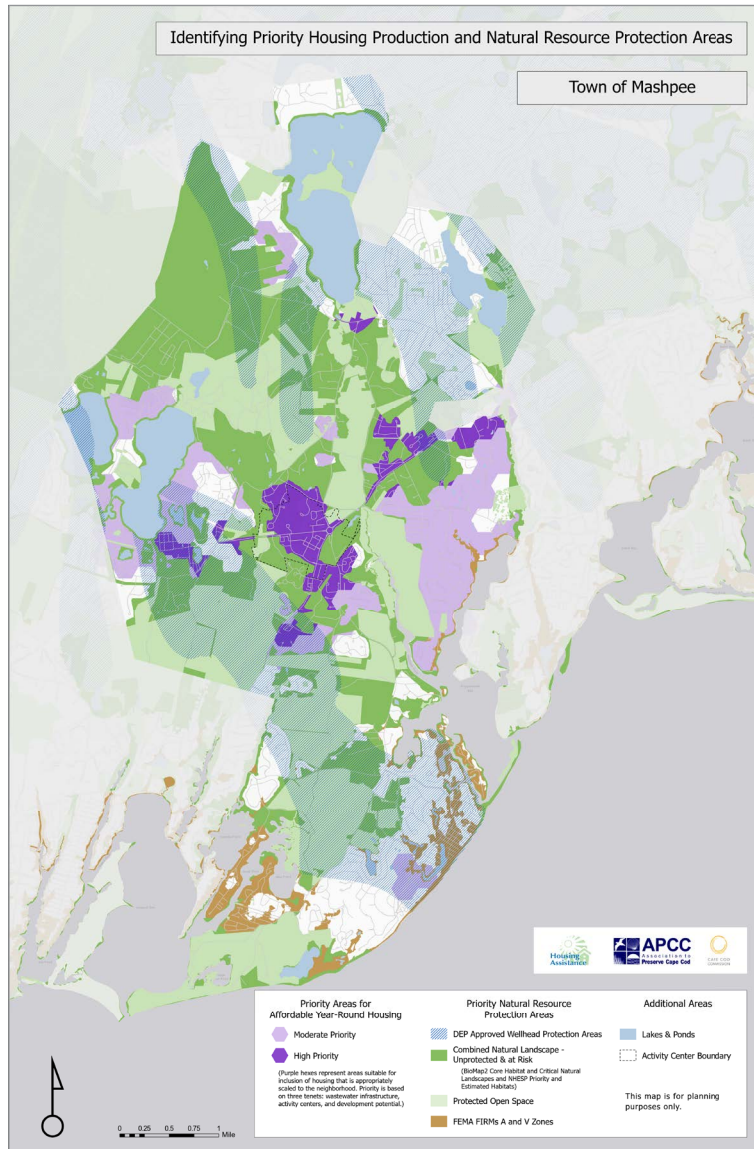 Identifying Priority Housing Production and Natural Resource Protection Areas
Town of Mashpee
Housing
Assistance
APCC
Association to
Preserve Cape Cod
CAPE COD
COMMISSION
Priority Areas for
Affordable Year-Round Housing
Moderate Priority
High Priority
(Purple hexes represent areas suitable for
inclusion of housing that is appropriately
scaled to the neighborhood. Priority is based
on three tenets: wastewater infrastructure,
activity centers, and development potential.)
Priority Natural Resource
Protection Areas
DEP Approved Wellhead Protection Areas
Combined Natural Landscape -
Unprotected & at Risk
(BioMap2 Core Habitat and Critical Natural
Landscapes and NHESP Priority and
Estimated Habitats)
Protected Open Space
FEMA FIRMs A and V Zones
Additional Areas
Lakes & Ponds
Activity Center Boundary
This map is for planning
purposes only.
0 0.25 0.5 1
Mile